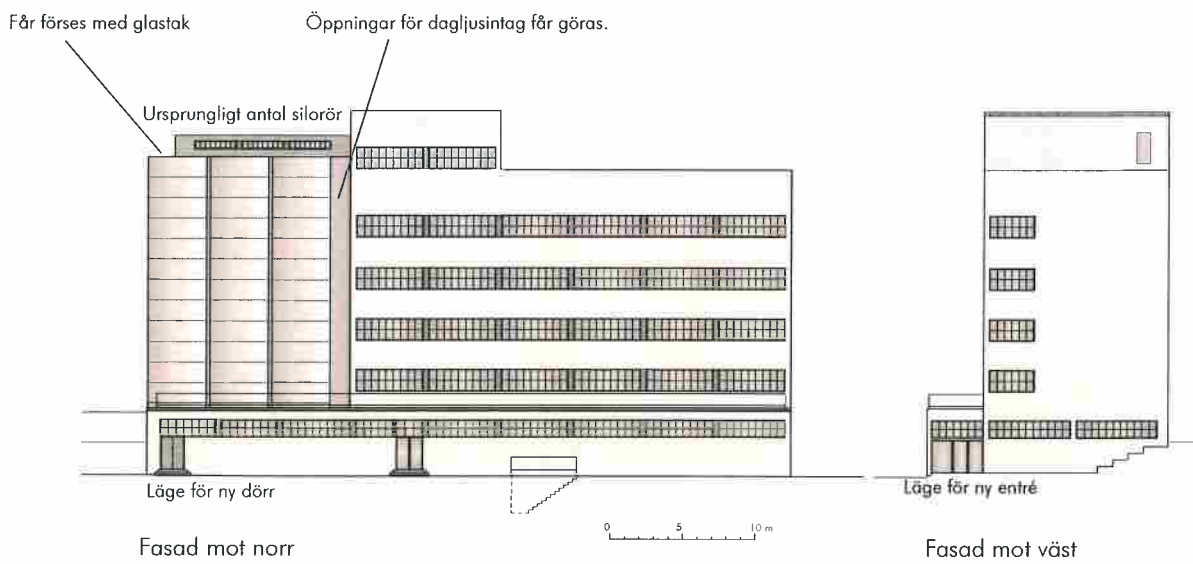 Får förses med glastak
Öppningar för dagljusintag får göras.
Ursprungligt antal silorör
Läge för ny dörr
Läge för ny entré
0 5 10 m
Fasad mot norr
Fasad mot väst